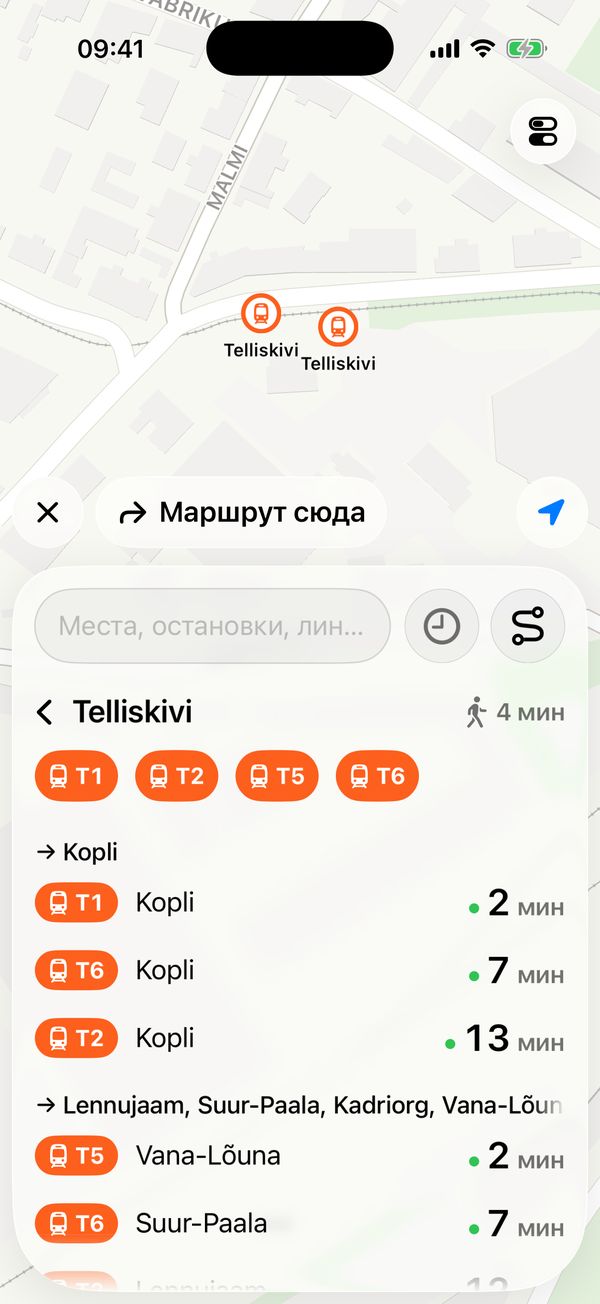 FABRIKU
09:41
MALMI
Telliskivi
Telliskivi
Маршрут сюда
Места, остановки, лин...
Telliskivi 4 мин
T1 T2 T5 T6
→ Kopli
T1 Kopli 2 мин
T6 Kopli 7 мин
T2 Kopli 13 мин
→ Lennujaam, Suur-Paala, Kadriorg, Vana-Lõun
T5 Vana-Lõuna 2 мин
T6 Suur-Paala 7 мин
Lennujaam